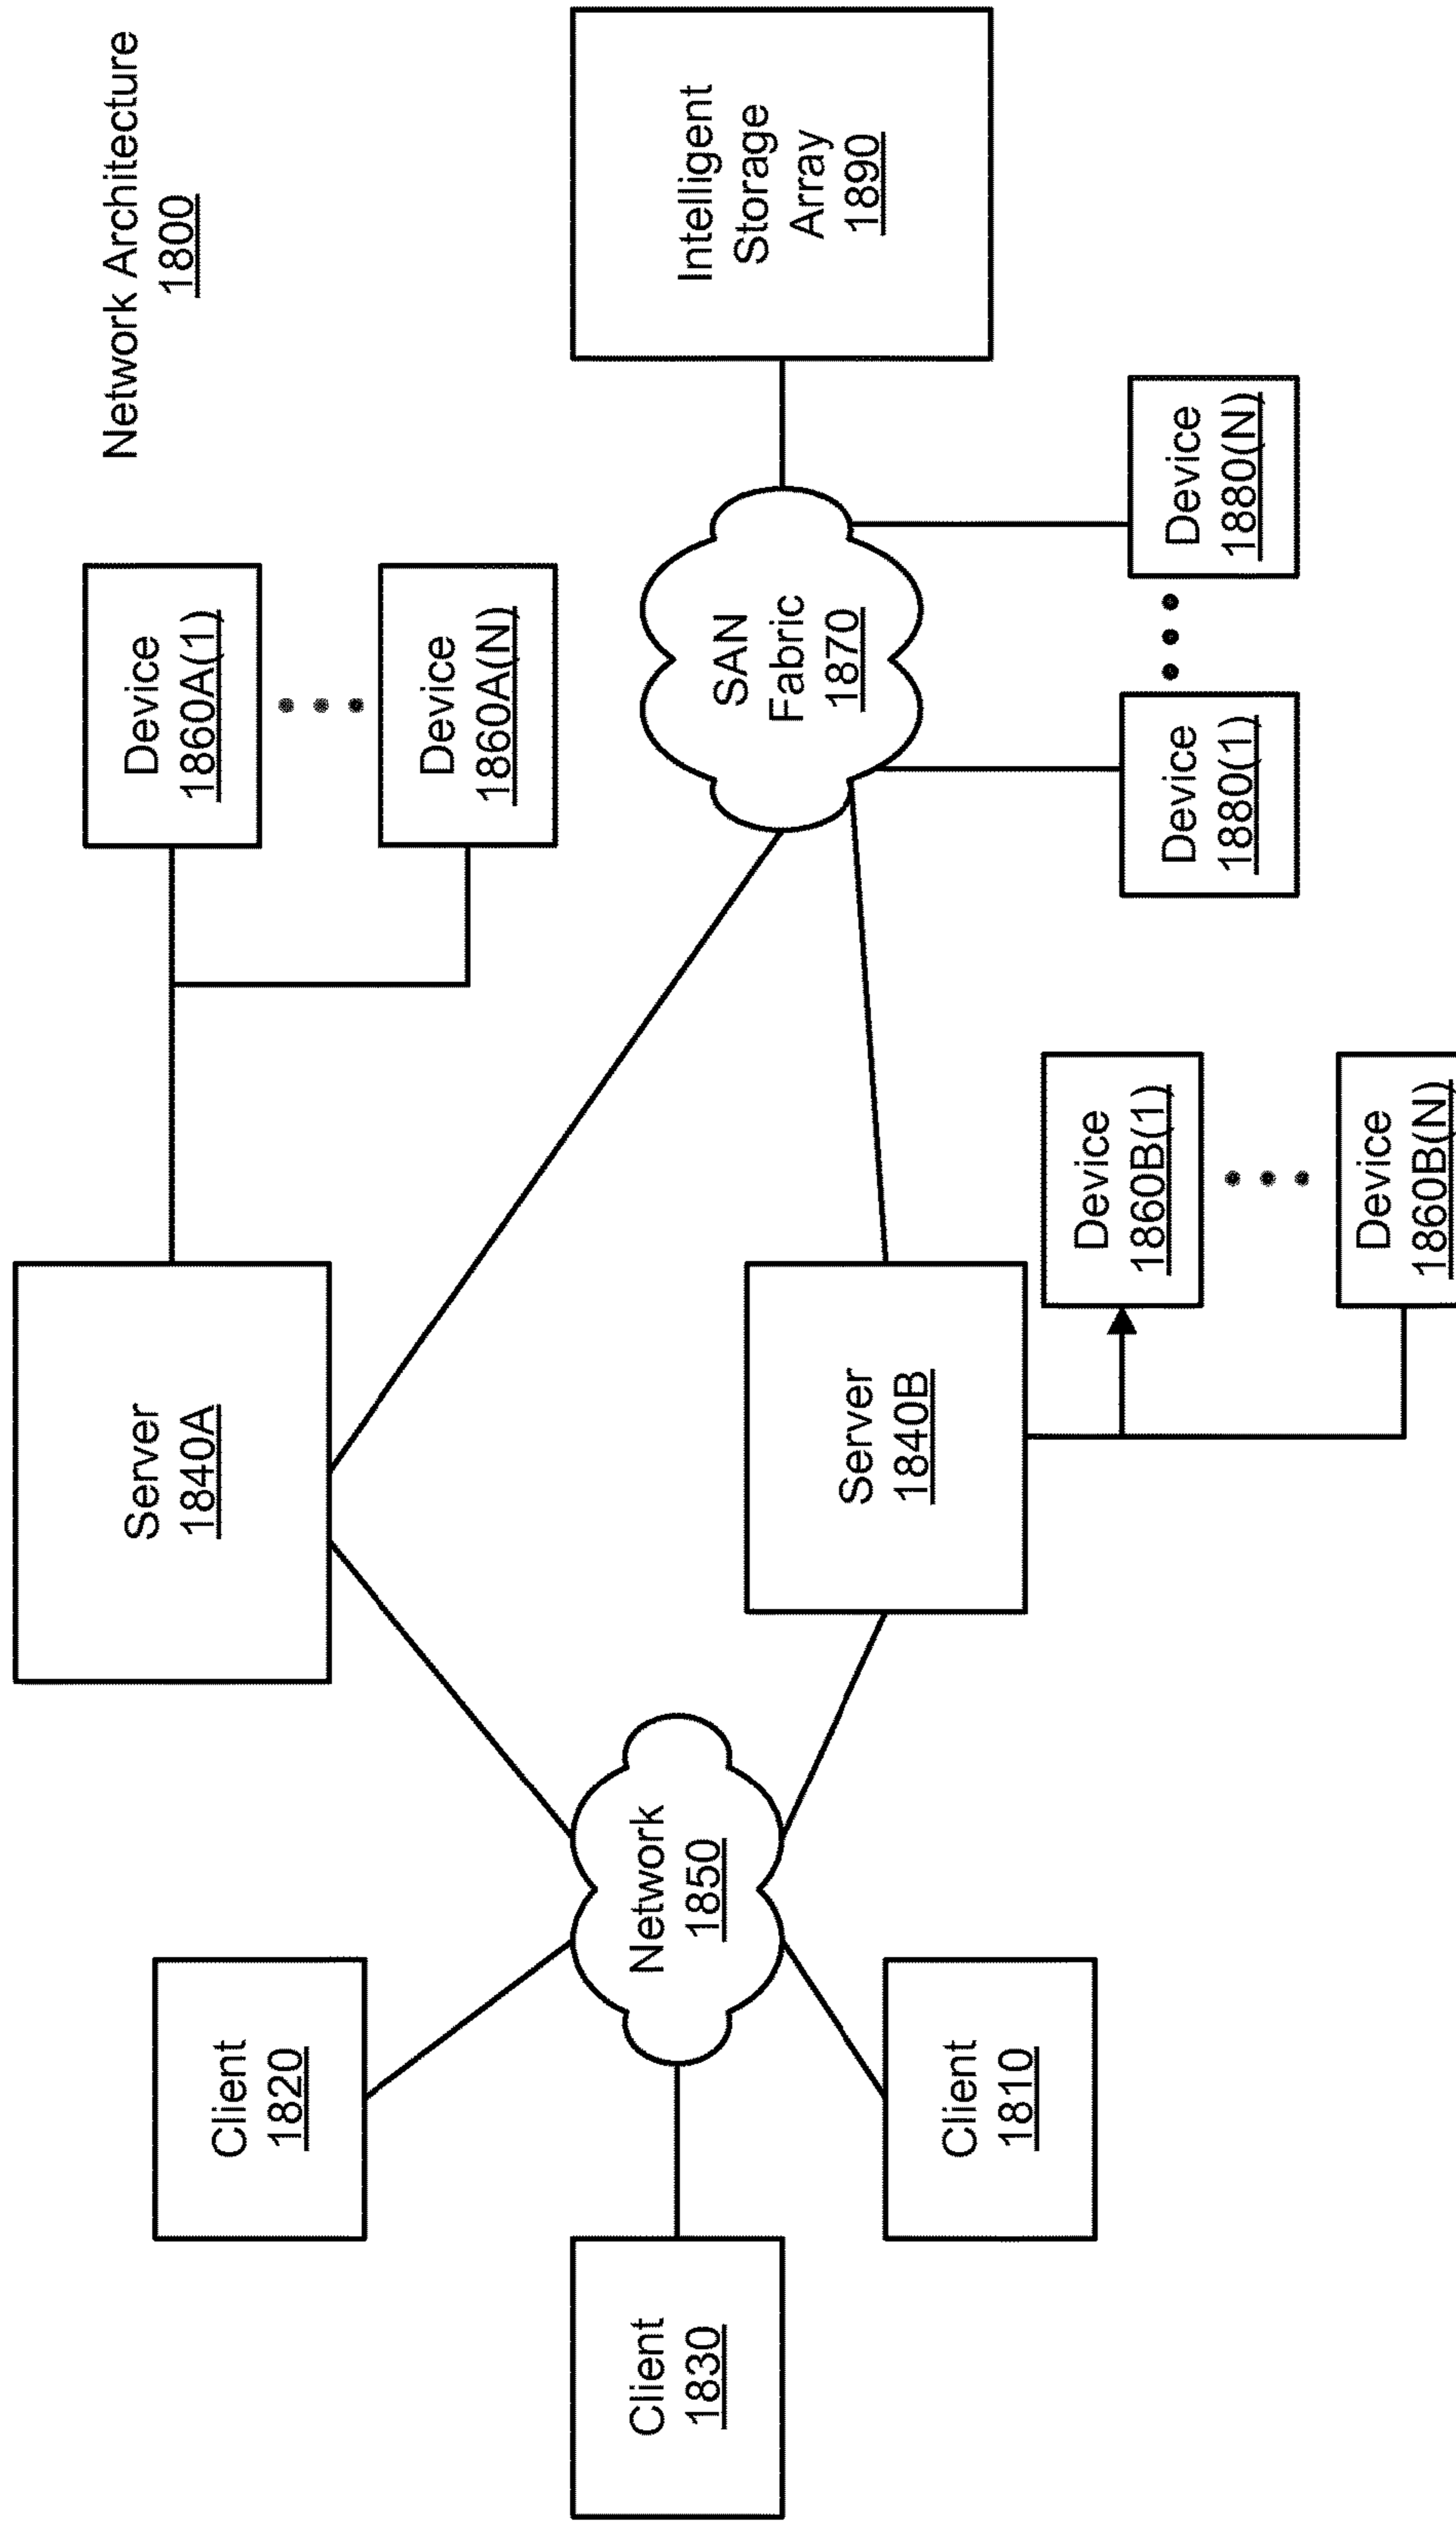 Network Architecture
1800
Device
1860A(1)
Device
1860A(N)
Server
1840A
Client
1820
Intelligent
Storage
Array
1890
SAN
Fabric
1870
Network
1850
Client
1830
Server
1840B
Client
1810
Device
1880(1)
Device
1880(N)
Device
1860B(1)
Device
1860B(N)